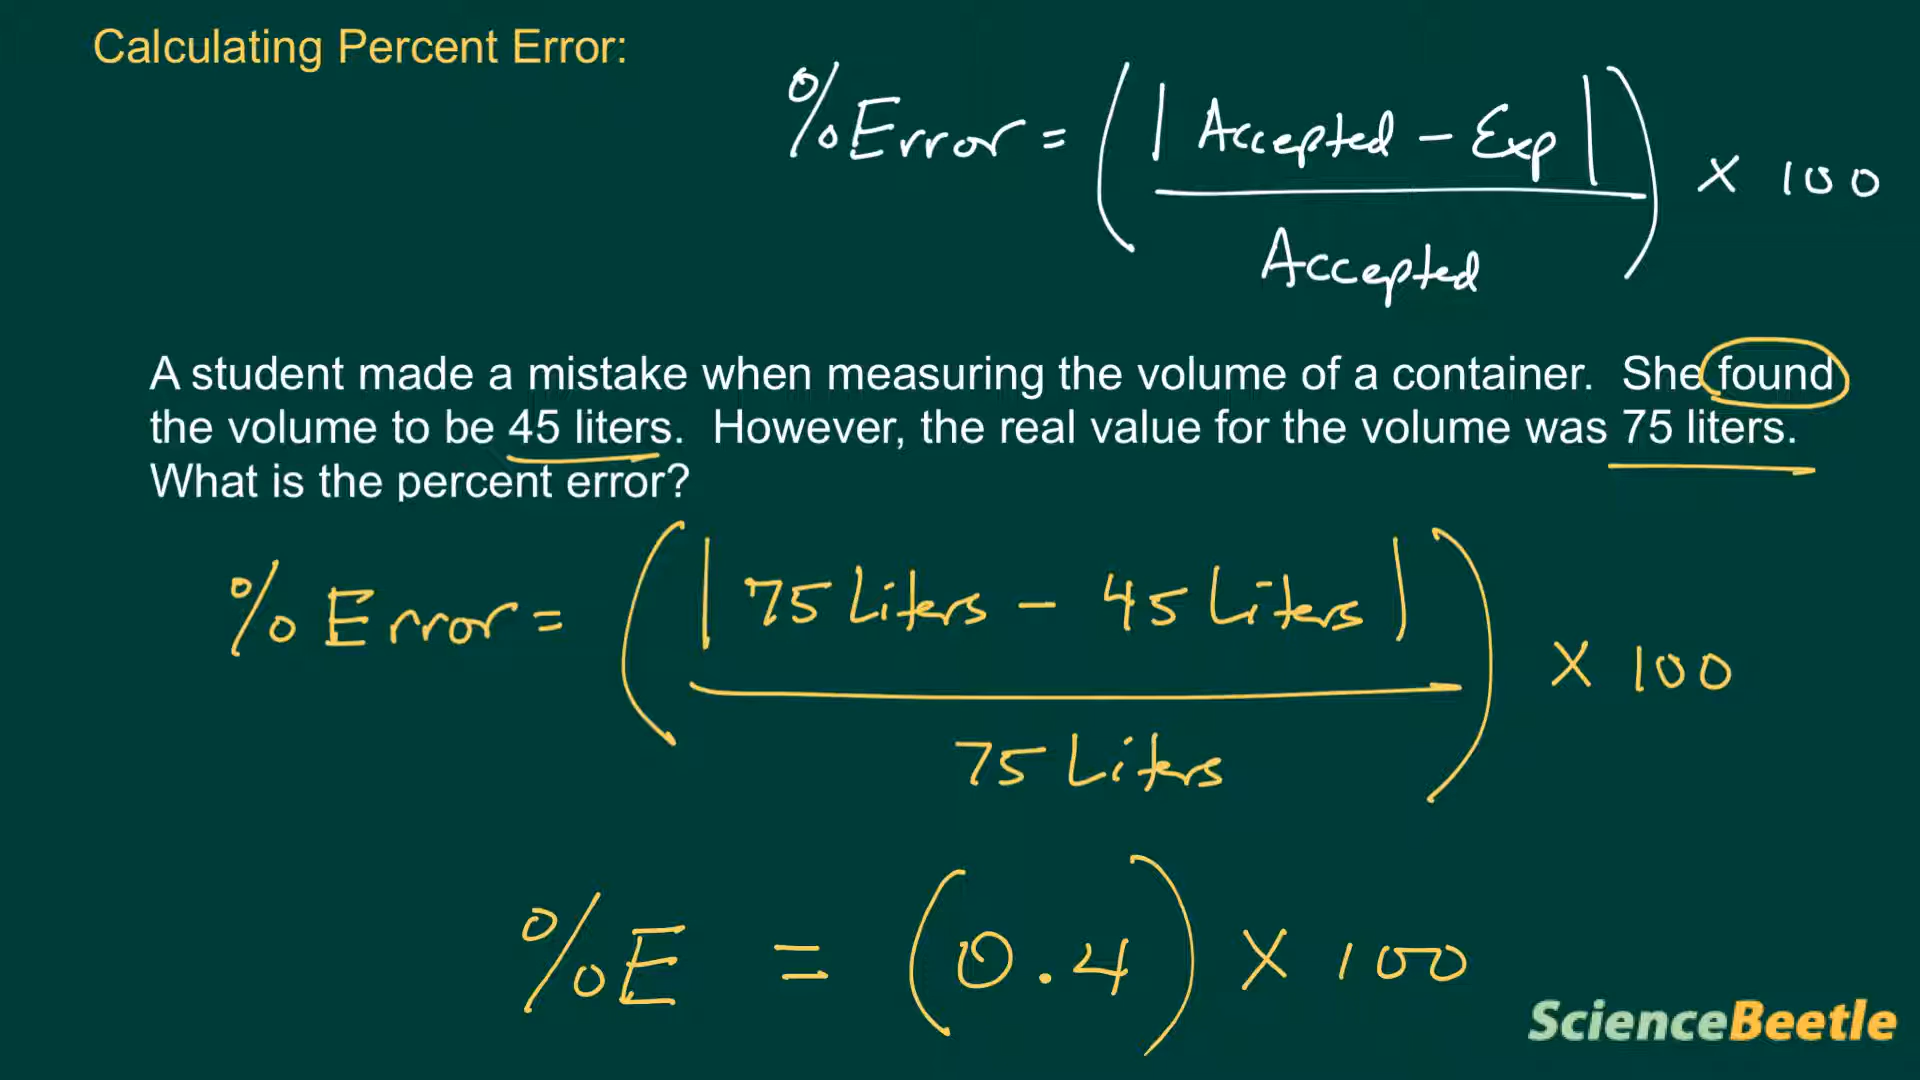 Calculating Percent Error:
%Error = (|Accepted - Exp| / Accepted) x 100
A student made a mistake when measuring the volume of a container. She found
the volume to be 45 liters. However, the real value for the volume was 75 liters.
What is the percent error?
%Error = (|75 Liters - 45 Liters| / 75 Liters) x 100
%E = (0.4) x 100
ScienceBeetle